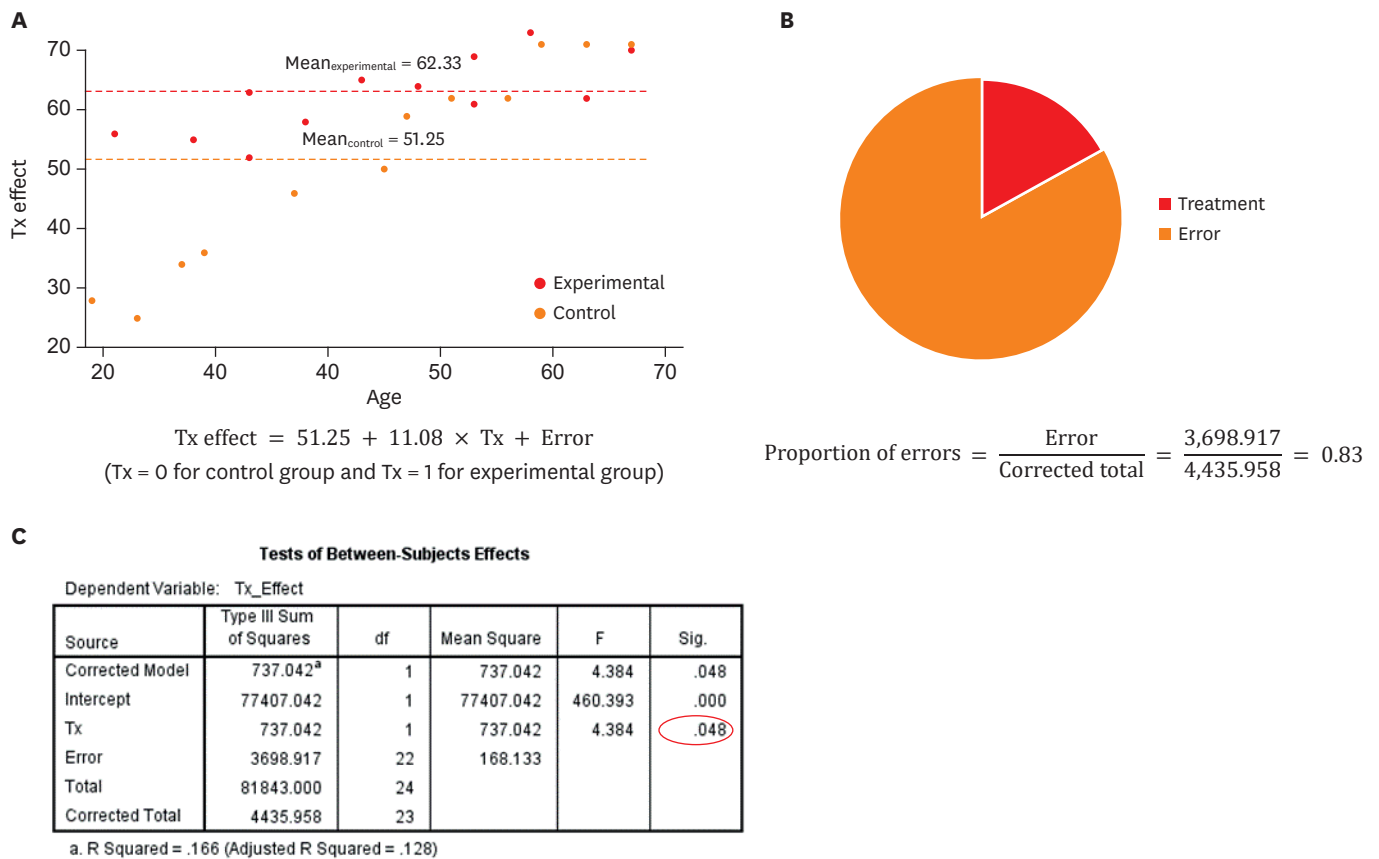 A
70
60
50
40
30
20
Tx effect
Mean experimental = 62.33
Mean control = 51.25
Experimental
Control
20 40 40 50 60 70
Age
Tx effect = 51.25 + 11.08 × Tx + Error
(Tx = 0 for control group and Tx = 1 for experimental group)
B
Treatment
Error
Proportion of errors = Error / Corrected total = 3,698.917 / 4,435.958 = 0.83
C
Tests of Between-Subjects Effects
Dependent Variable: Tx_Effect
Source Type III Sum of Squares df Mean Square F Sig.
Corrected Model 737.042a 1 737.042 4.384 .048
Intercept 77407.042 1 77407.042 460.393 .000
Tx 737.042 1 737.042 4.384 .048
Error 3698.917 22 168.133
Total 81843.000 24
Corrected Total 4435.958 23
a. R Squared = .166 (Adjusted R Squared = .128)